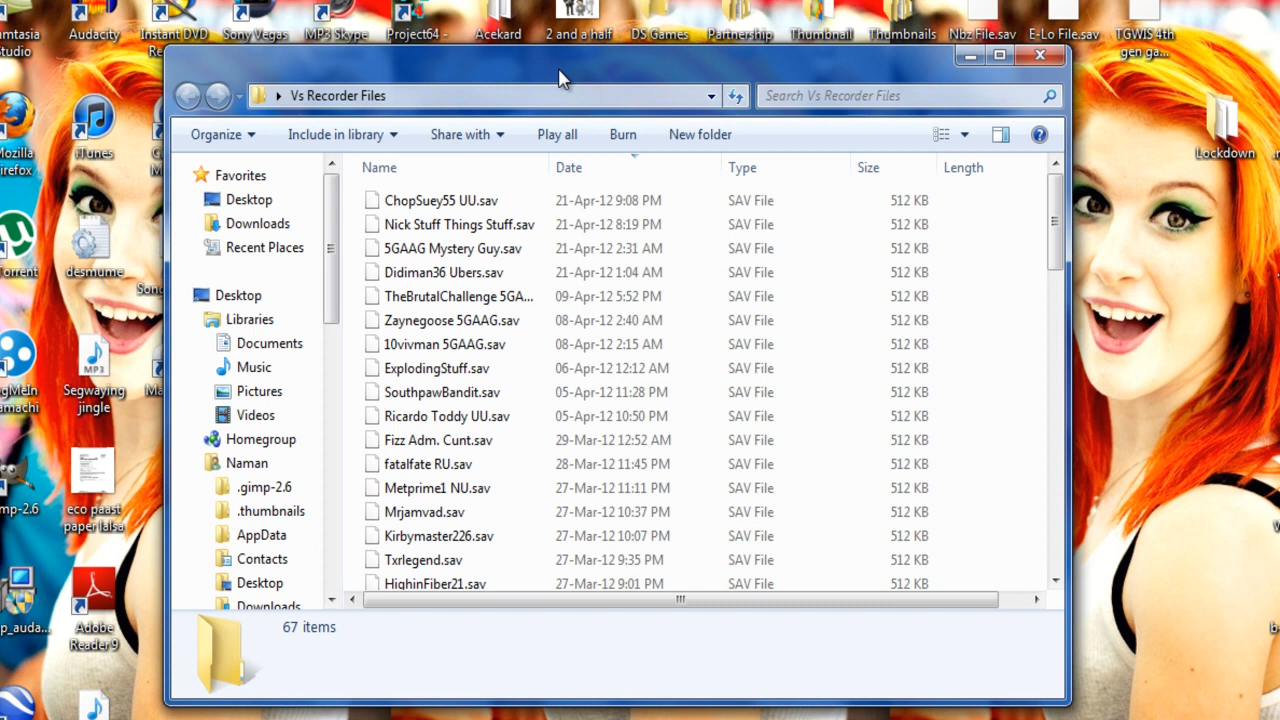 amtasia
Studio
Audacity
Instant DVD
Re...
Sony Vegas
MP3 Skype
Project64 -
Acekard
2 and a half
DS Games
Partnership
Thumbnail
Thumbnails
Nbz File.sav
E-Lo File.sav
TGWIS 4th
gen ga...
Vs Recorder Files
Search Vs Recorder Files
Organize
Include in library
Share with
Play all
Burn
New folder
Name Date Type Size Length
ChopSuey55 UU.sav 21-Apr-12 9:08 PM SAV File 512 KB
Nick Stuff Things Stuff.sav 21-Apr-12 8:19 PM SAV File 512 KB
5GAAG Mystery Guy.sav 21-Apr-12 2:31 AM SAV File 512 KB
Didiman36 Ubers.sav 21-Apr-12 1:04 AM SAV File 512 KB
TheBrutalChallenge 5GA... 09-Apr-12 5:52 PM SAV File 512 KB
Zaynegoose 5GAAG.sav 08-Apr-12 2:40 AM SAV File 512 KB
10vivman 5GAAG.sav 08-Apr-12 2:15 AM SAV File 512 KB
ExplodingStuff.sav 06-Apr-12 12:12 AM SAV File 512 KB
SouthpawBandit.sav 05-Apr-12 11:28 PM SAV File 512 KB
Ricardo Toddy UU.sav 05-Apr-12 10:50 PM SAV File 512 KB
Fizz Adm. Cunt.sav 29-Mar-12 12:52 AM SAV File 512 KB
fatalfate RU.sav 28-Mar-12 11:45 PM SAV File 512 KB
Metprime1 NU.sav 27-Mar-12 11:11 PM SAV File 512 KB
Mrjamvad.sav 27-Mar-12 10:37 PM SAV File 512 KB
Kirbymaster226.sav 27-Mar-12 10:07 PM SAV File 512 KB
Txrlegend.sav 27-Mar-12 9:35 PM SAV File 512 KB
HighinFiber21.sav 27-Mar-12 9:01 PM SAV File 512 KB
Favorites
Desktop
Downloads
Recent Places
Desktop
Libraries
Documents
Music
Pictures
Videos
Homegroup
Naman
.gimp-2.6
.thumbnails
AppData
Contacts
Desktop
Downloads
67 items
Mozilla
irefox
iTunes
orrent
desmume
Song
gMeIn
amachi
MP3
Segwaying
jingle
Ma
mp-2.6
eco paast
paper lalsa
p_auda...
Adobe
Reader 9
Lockdown